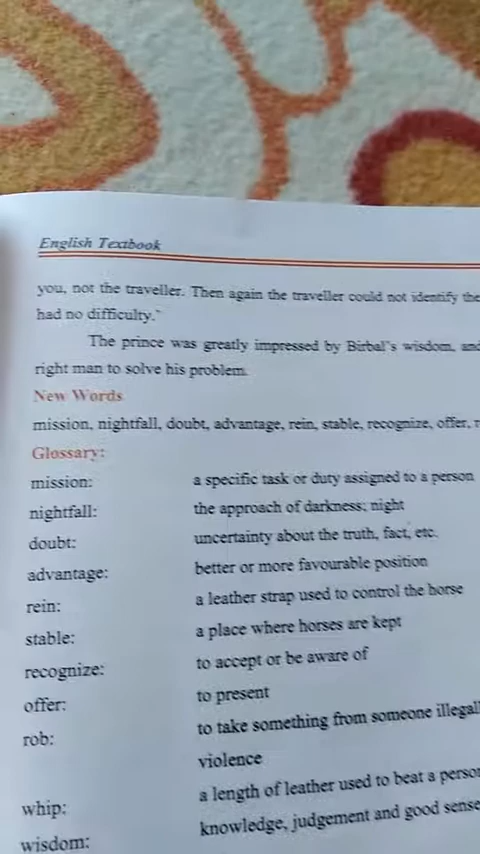 English Textbook
you, not the traveller. Then again the traveller could not identify the
had no difficulty."
The prince was greatly impressed by Birbal's wisdom, and
right man to solve his problem.
New Words
mission, nightfall, doubt, advantage, rein, stable, recognize, offer,
Glossary:
mission: a specific task or duty assigned to a person
nightfall: the approach of darkness; night
doubt: uncertainty about the truth, fact, etc.
advantage: better or more favourable position
rein: a leather strap used to control the horse
stable: a place where horses are kept
recognize: to accept or be aware of
offer: to present
rob: to take something from someone illegal
violence
whip: a length of leather used to beat a person
wisdom: knowledge, judgement and good sense